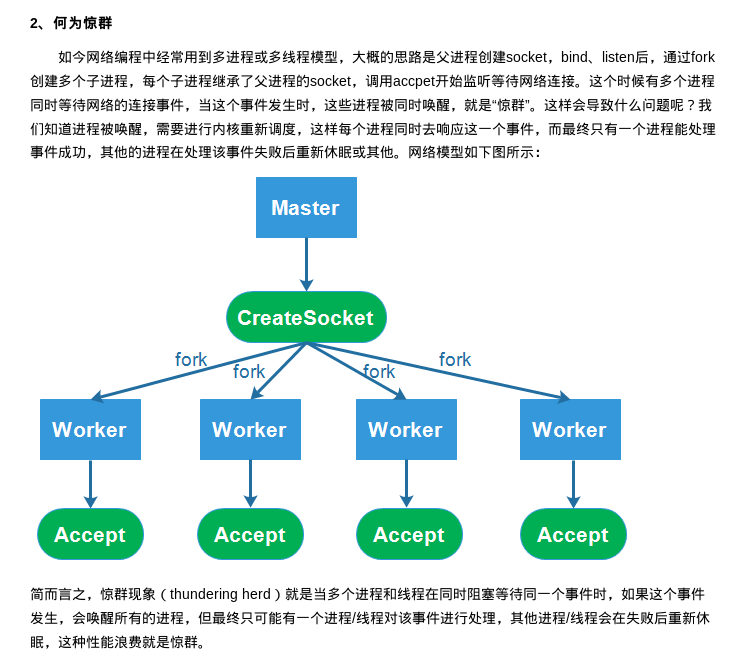 2、何为惊群
如今网络编程中经常用到多进程或多线程模型，大概的思路是父进程创建socket，bind、listen后，通过fork
创建多个子进程，每个子进程继承了父进程的socket，调用accpet开始监听等待网络连接。这个时候有多个进程
同时等待网络的连接事件，当这个事件发生时，这些进程被同时唤醒，就是“惊群”。这样会导致什么问题呢？我
们知道进程被唤醒，需要进行内核重新调度，这样每个进程同时去响应这一个事件，而最终只有一个进程能处理
事件成功，其他的进程在处理该事件失败后重新休眠或其他。网络模型如下图所示：
Master
CreateSocket
fork
fork
fork
fork
Worker
Worker
Worker
Worker
Accept
Accept
Accept
Accept
简而言之，惊群现象（thundering herd）就是当多个进程和线程在同时阻塞等待同一个事件时，如果这个事件
发生，会唤醒所有的进程，但最终只可能有一个进程/线程对该事件进行处理，其他进程/线程会在失败后重新休
眠，这种性能浪费就是惊群。